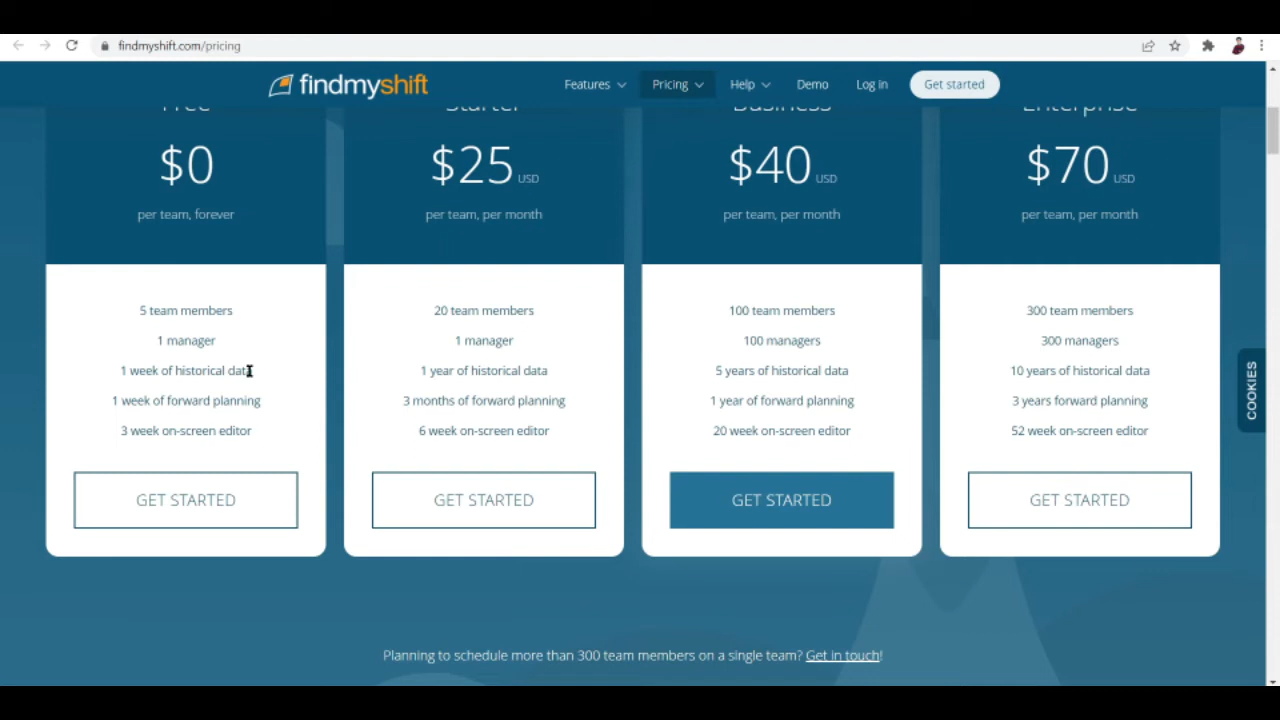 findmyshift.com/pricing
findmyshift
Features
Pricing
Help
Demo
Log in
Get started
Free
Starter
Business
Enterprise
$0
$25 USD
$40 USD
$70 USD
per team, forever
per team, per month
per team, per month
per team, per month
5 team members
1 manager
1 week of historical data
1 week of forward planning
3 week on-screen editor
GET STARTED
20 team members
1 manager
1 year of historical data
3 months of forward planning
6 week on-screen editor
GET STARTED
100 team members
100 managers
5 years of historical data
1 year of forward planning
20 week on-screen editor
GET STARTED
300 team members
300 managers
10 years of historical data
3 years forward planning
52 week on-screen editor
GET STARTED
COOKIES
Planning to schedule more than 300 team members on a single team? Get in touch!